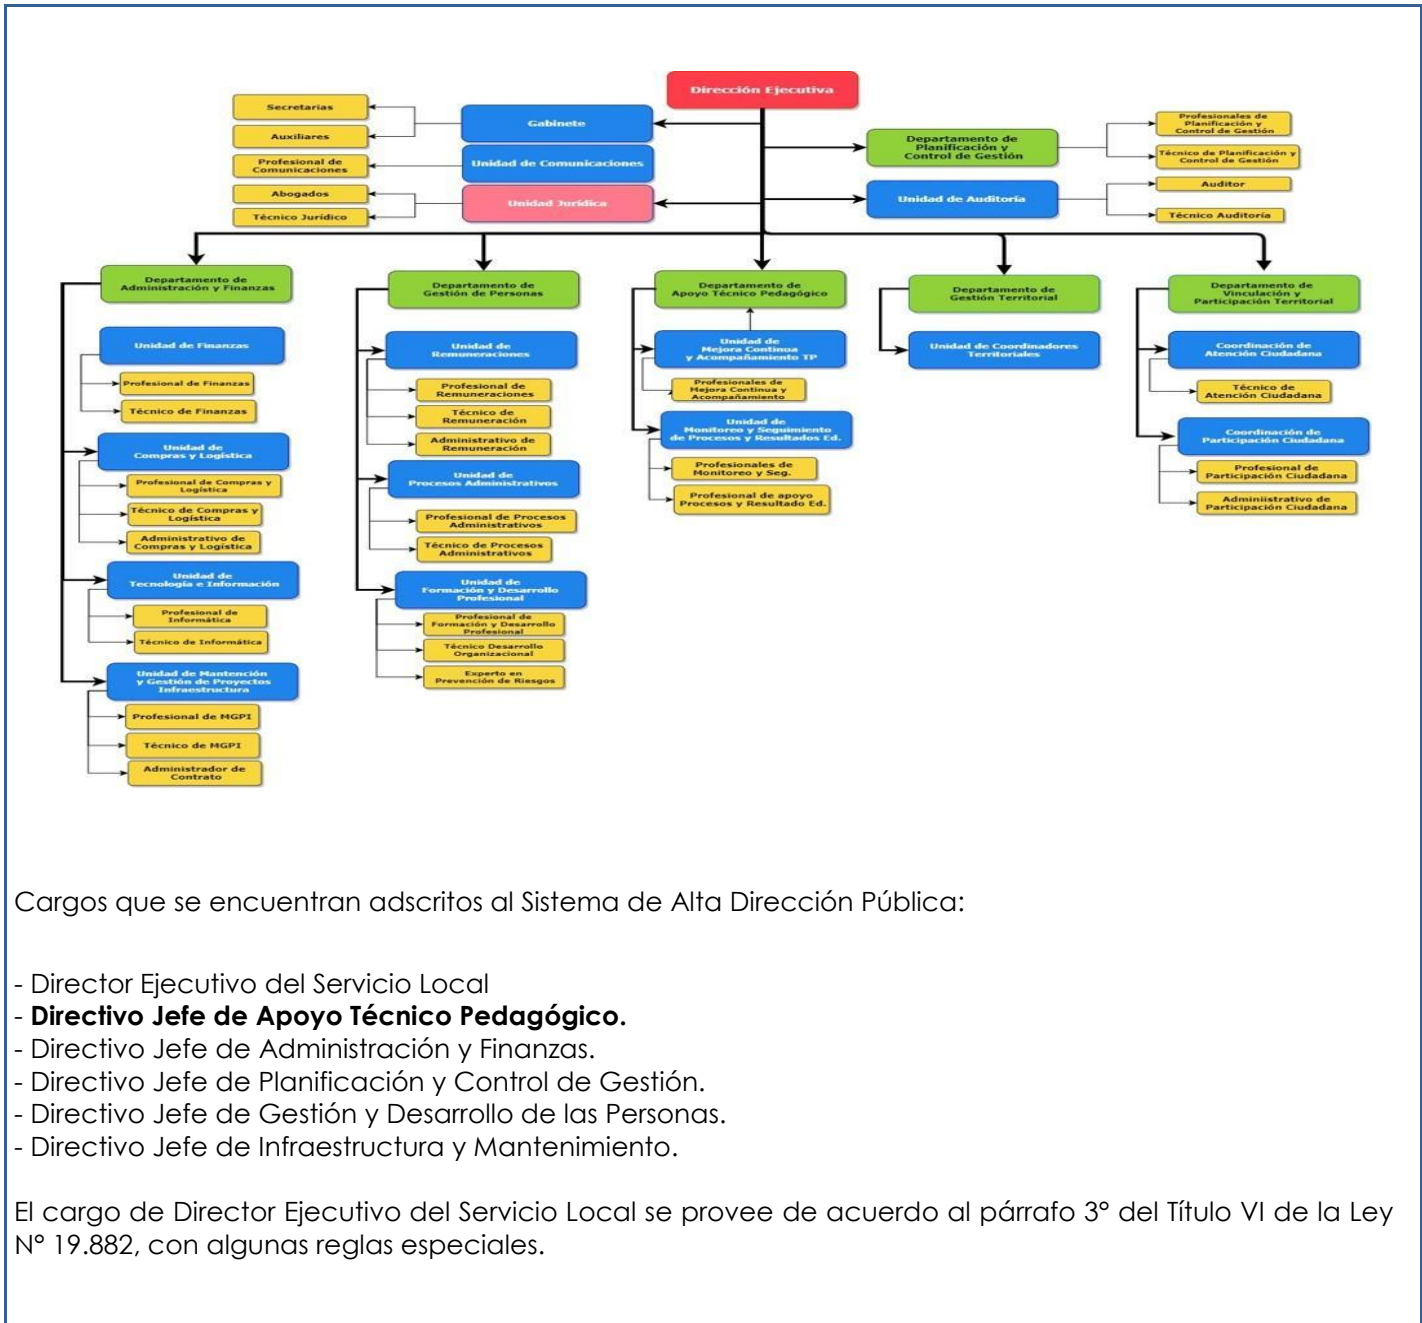 Dirección Ejecutiva
Secretarias
Auxiliares
Gabinete
Profesional de
Comunicaciones
Unidad de Comunicaciones
Abogados
Técnico Jurídico
Unidad Jurídica
Departamento de
Planificación y
Control de Gestión
Profesionales de
Planificación y
Control de Gestión
Técnico de Planificación y
Control de Gestión
Unidad de Auditoría
Auditor
Técnico Auditoría
Departamento de
Administración y Finanzas
Unidad de Finanzas
Profesional de Finanzas
Técnico de Finanzas
Unidad de
Compras y Logística
Profesional de Compras y
Logística
Técnico de Compras y
Logística
Administrativo de
Compras y Logística
Unidad de
Tecnología e Información
Profesional de
Informática
Técnico de Informática
Unidad de Mantención
y Gestión de Proyectos
Infraestructura
Profesional de MGPI
Técnico de MGPI
Administrador de
Contrato
Departamento de
Gestión de Personas
Unidad de
Remuneraciones
Profesional de
Remuneraciones
Técnico de
Remuneración
Administrativo de
Remuneración
Unidad de
Procesos Administrativos
Profesional de Procesos
Administrativos
Técnico de Procesos
Administrativos
Unidad de
Formación y Desarrollo
Profesional
Profesional de
Formación y Desarrollo
Profesional
Técnico Desarrollo
Organizacional
Experto en
Prevención de Riesgos
Departamento de
Apoyo Técnico Pedagógico
Unidad de
Mejora Continua
y Acompañamiento TP
Profesionales de
Mejora Continua y
Acompañamiento
Unidad de
Monitoreo y Seguimiento
de Procesos y Resultados Ed.
Profesionales de
Monitoreo y Seg.
Profesional de apoyo
Procesos y Resultado Ed.
Departamento de
Gestión Territorial
Unidad de Coordinadores
Territoriales
Departamento de
Vinculación y
Participación Territorial
Coordinación de
Atención Ciudadana
Técnico de
Atención Ciudadana
Coordinación de
Participación Ciudadana
Profesional de
Participación Ciudadana
Adminiistrativo de
Participación Ciudadana
Cargos que se encuentran adscritos al Sistema de Alta Dirección Pública:
- Director Ejecutivo del Servicio Local
- Directivo Jefe de Apoyo Técnico Pedagógico.
- Directivo Jefe de Administración y Finanzas.
- Directivo Jefe de Planificación y Control de Gestión.
- Directivo Jefe de Gestión y Desarrollo de las Personas.
- Directivo Jefe de Infraestructura y Mantenimiento.
El cargo de Director Ejecutivo del Servicio Local se provee de acuerdo al párrafo 3° del Título VI de la Ley
N° 19.882, con algunas reglas especiales.